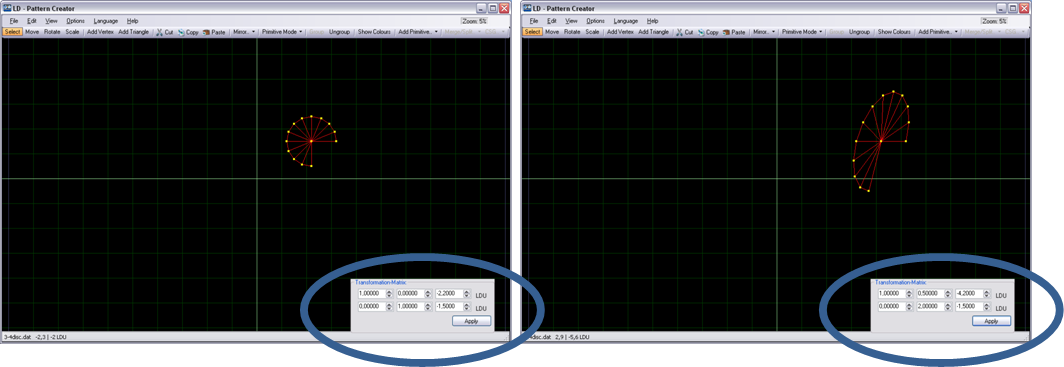 LD - Pattern Creator
File Edit View Options Language Help
Zoom: 5%
Select Move Rotate Scale Add Vertex Add Triangle Cut Copy Paste Mirror.. Primitive Mode Ungroup Show Colours Add Primitive..
Transformation-Matrix:
1,00000 0,00000 -2,2000 LDU
0,00000 1,00000 -1,5000 LDU
Apply
3-4disc.dat -2,3 | -2 LDU
LD - Pattern Creator
File Edit View Options Language Help
Zoom: 5%
Select Move Rotate Scale Add Vertex Add Triangle Cut Copy Paste Mirror.. Primitive Mode Ungroup Show Colours Add Primitive..
Transformation-Matrix:
1,00000 0,50000 -4,2000 LDU
0,00000 2,00000 -1,5000 LDU
Apply
4disc.dat 2,9 | -5,6 LDU